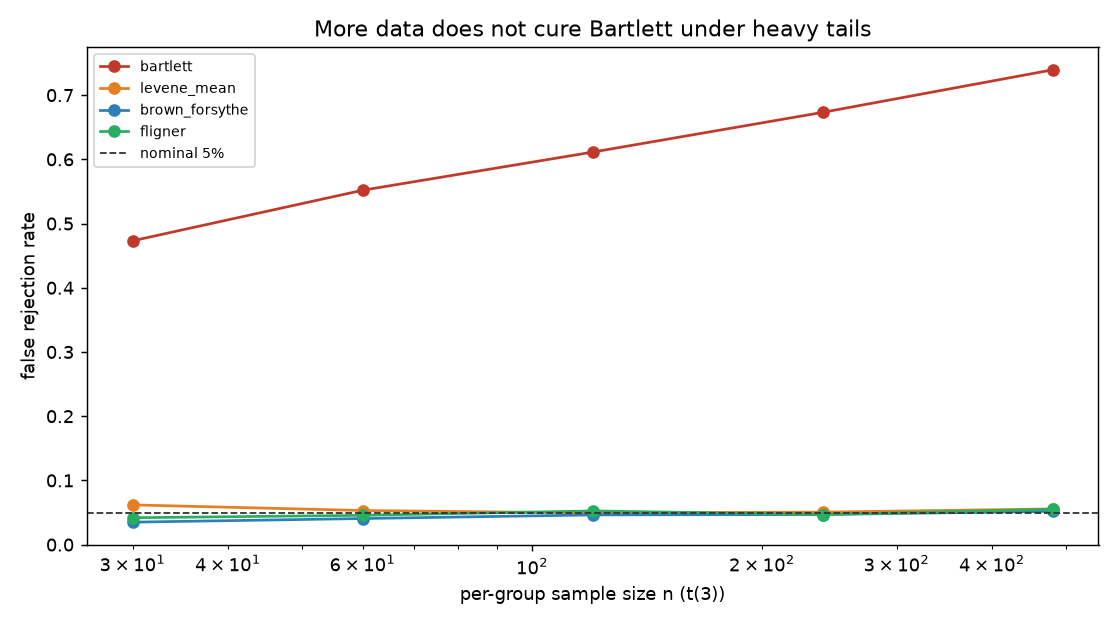 More data does not cure Bartlett under heavy tails
bartlett
levene_mean
brown_forsythe
fligner
nominal 5%
false rejection rate
0.7
0.6
0.5
0.4
0.3
0.2
0.1
0.0
3 × 10¹ 4 × 10¹ 6 × 10¹ 10² 2 × 10² 3 × 10² 4 × 10²
per-group sample size n (t(3))